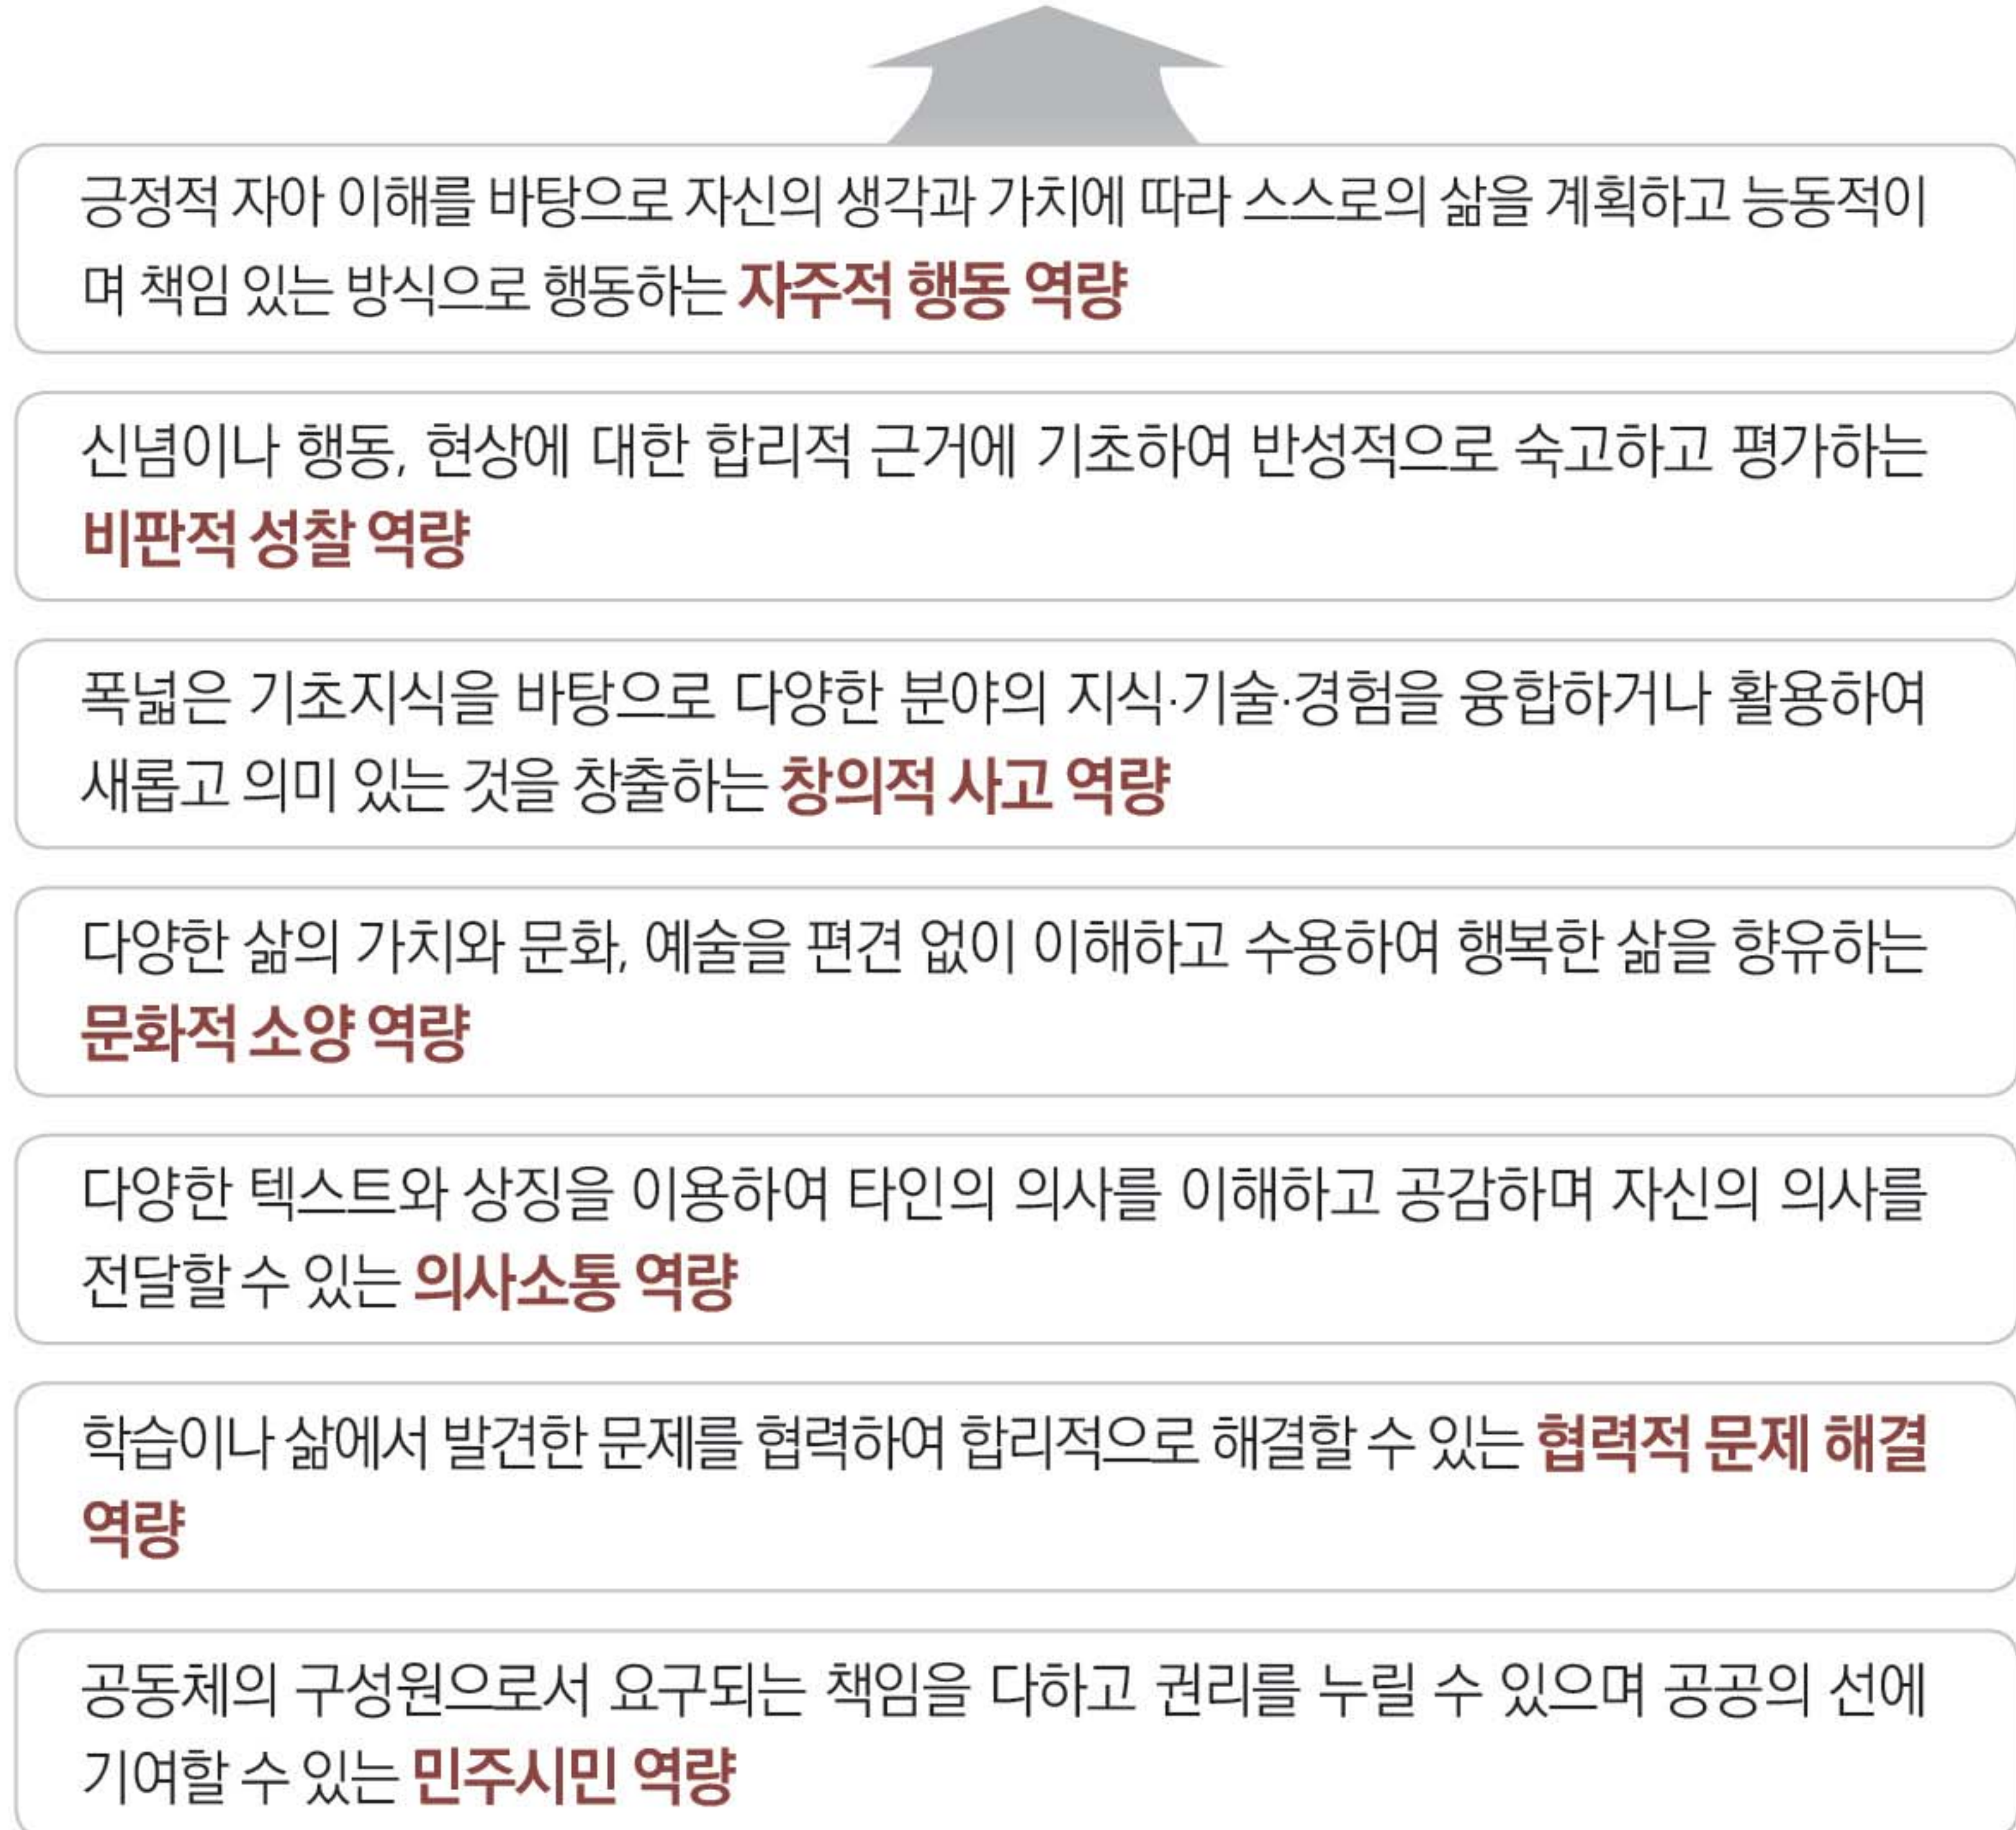 긍정적 자아 이해를 바탕으로 자신의 생각과 가치에 따라 스스로의 삶을 계획하고 능동적이
며 책임 있는 방식으로 행동하는 자주적 행동 역량
신념이나 행동, 현상에 대한 합리적 근거에 기초하여 반성적으로 숙고하고 평가하는
비판적 성찰 역량
폭넓은 기초지식을 바탕으로 다양한 분야의 지식·기술·경험을 융합하거나 활용하여
새롭고 의미 있는 것을 창출하는 창의적 사고 역량
다양한 삶의 가치와 문화, 예술을 편견 없이 이해하고 수용하여 행복한 삶을 향유하는
문화적 소양 역량
다양한 텍스트와 상징을 이용하여 타인의 의사를 이해하고 공감하며 자신의 의사를
전달할 수 있는 의사소통 역량
학습이나 삶에서 발견한 문제를 협력하여 합리적으로 해결할 수 있는 협력적 문제 해결
역량
공동체의 구성원으로서 요구되는 책임을 다하고 권리를 누릴 수 있으며 공공의 선에
기여할 수 있는 민주시민 역량